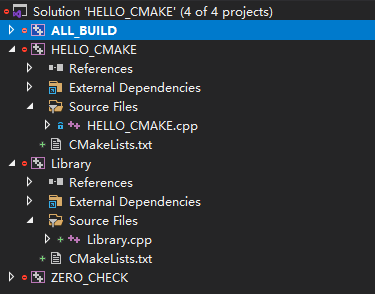 Solution 'HELLO_CMAKE' (4 of 4 projects)
ALL_BUILD
HELLO_CMAKE
References
External Dependencies
Source Files
HELLO_CMAKE.cpp
CMakeLists.txt
Library
References
External Dependencies
Source Files
Library.cpp
CMakeLists.txt
ZERO_CHECK